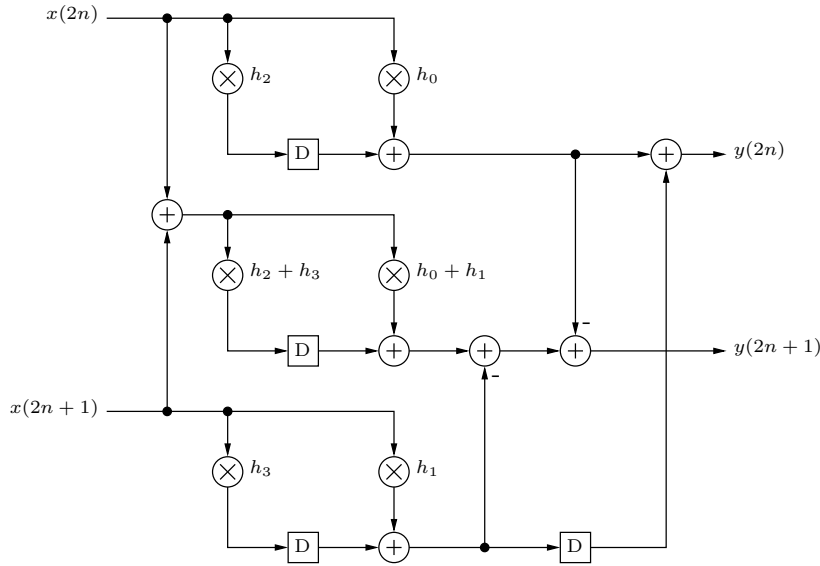 x(2n)
h₂
h₀
D
y(2n)
h₂ + h₃
h₀ + h₁
-
D
y(2n + 1)
-
x(2n + 1)
h₃
h₁
D
D